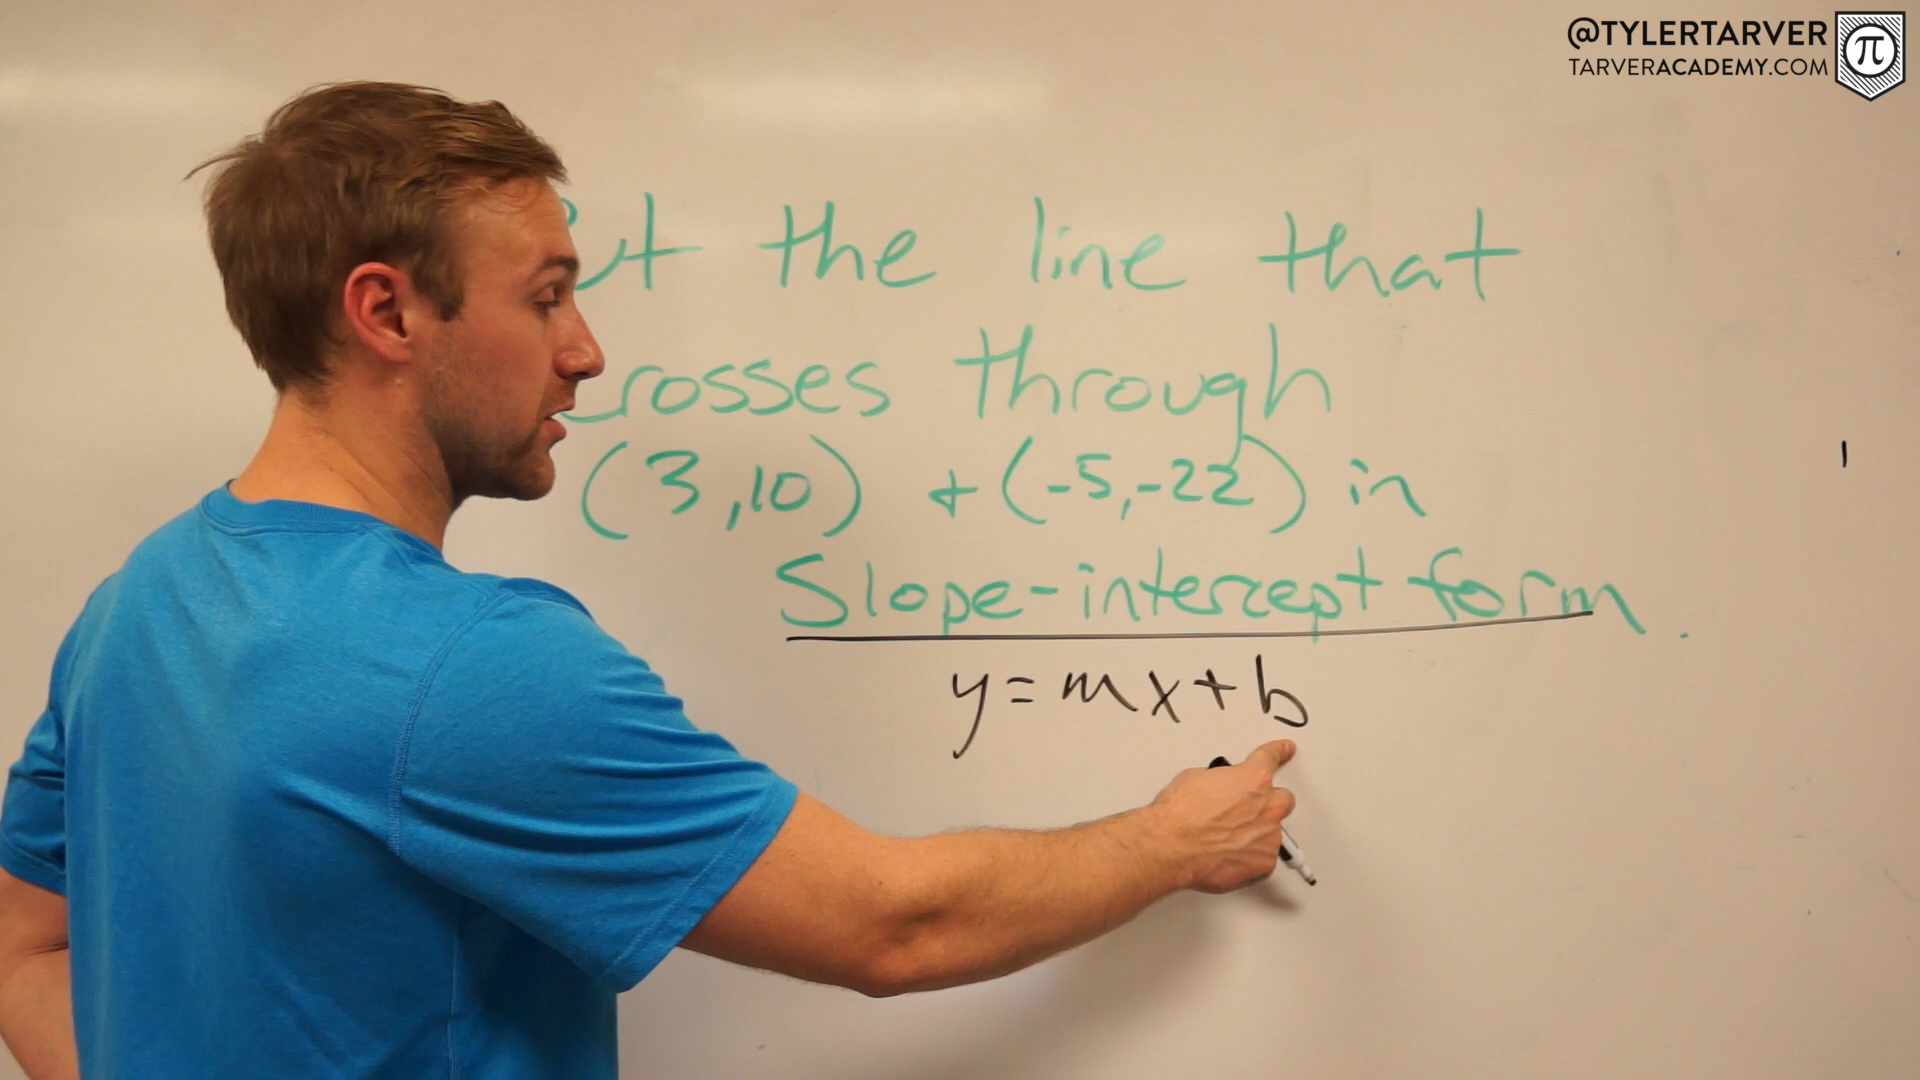 @TYLERTARVER
TARVERACADEMY.COM
π
the line that
crosses through
(3,10) + (-5,-22) in
Slope-intercept form.
y = mx + b